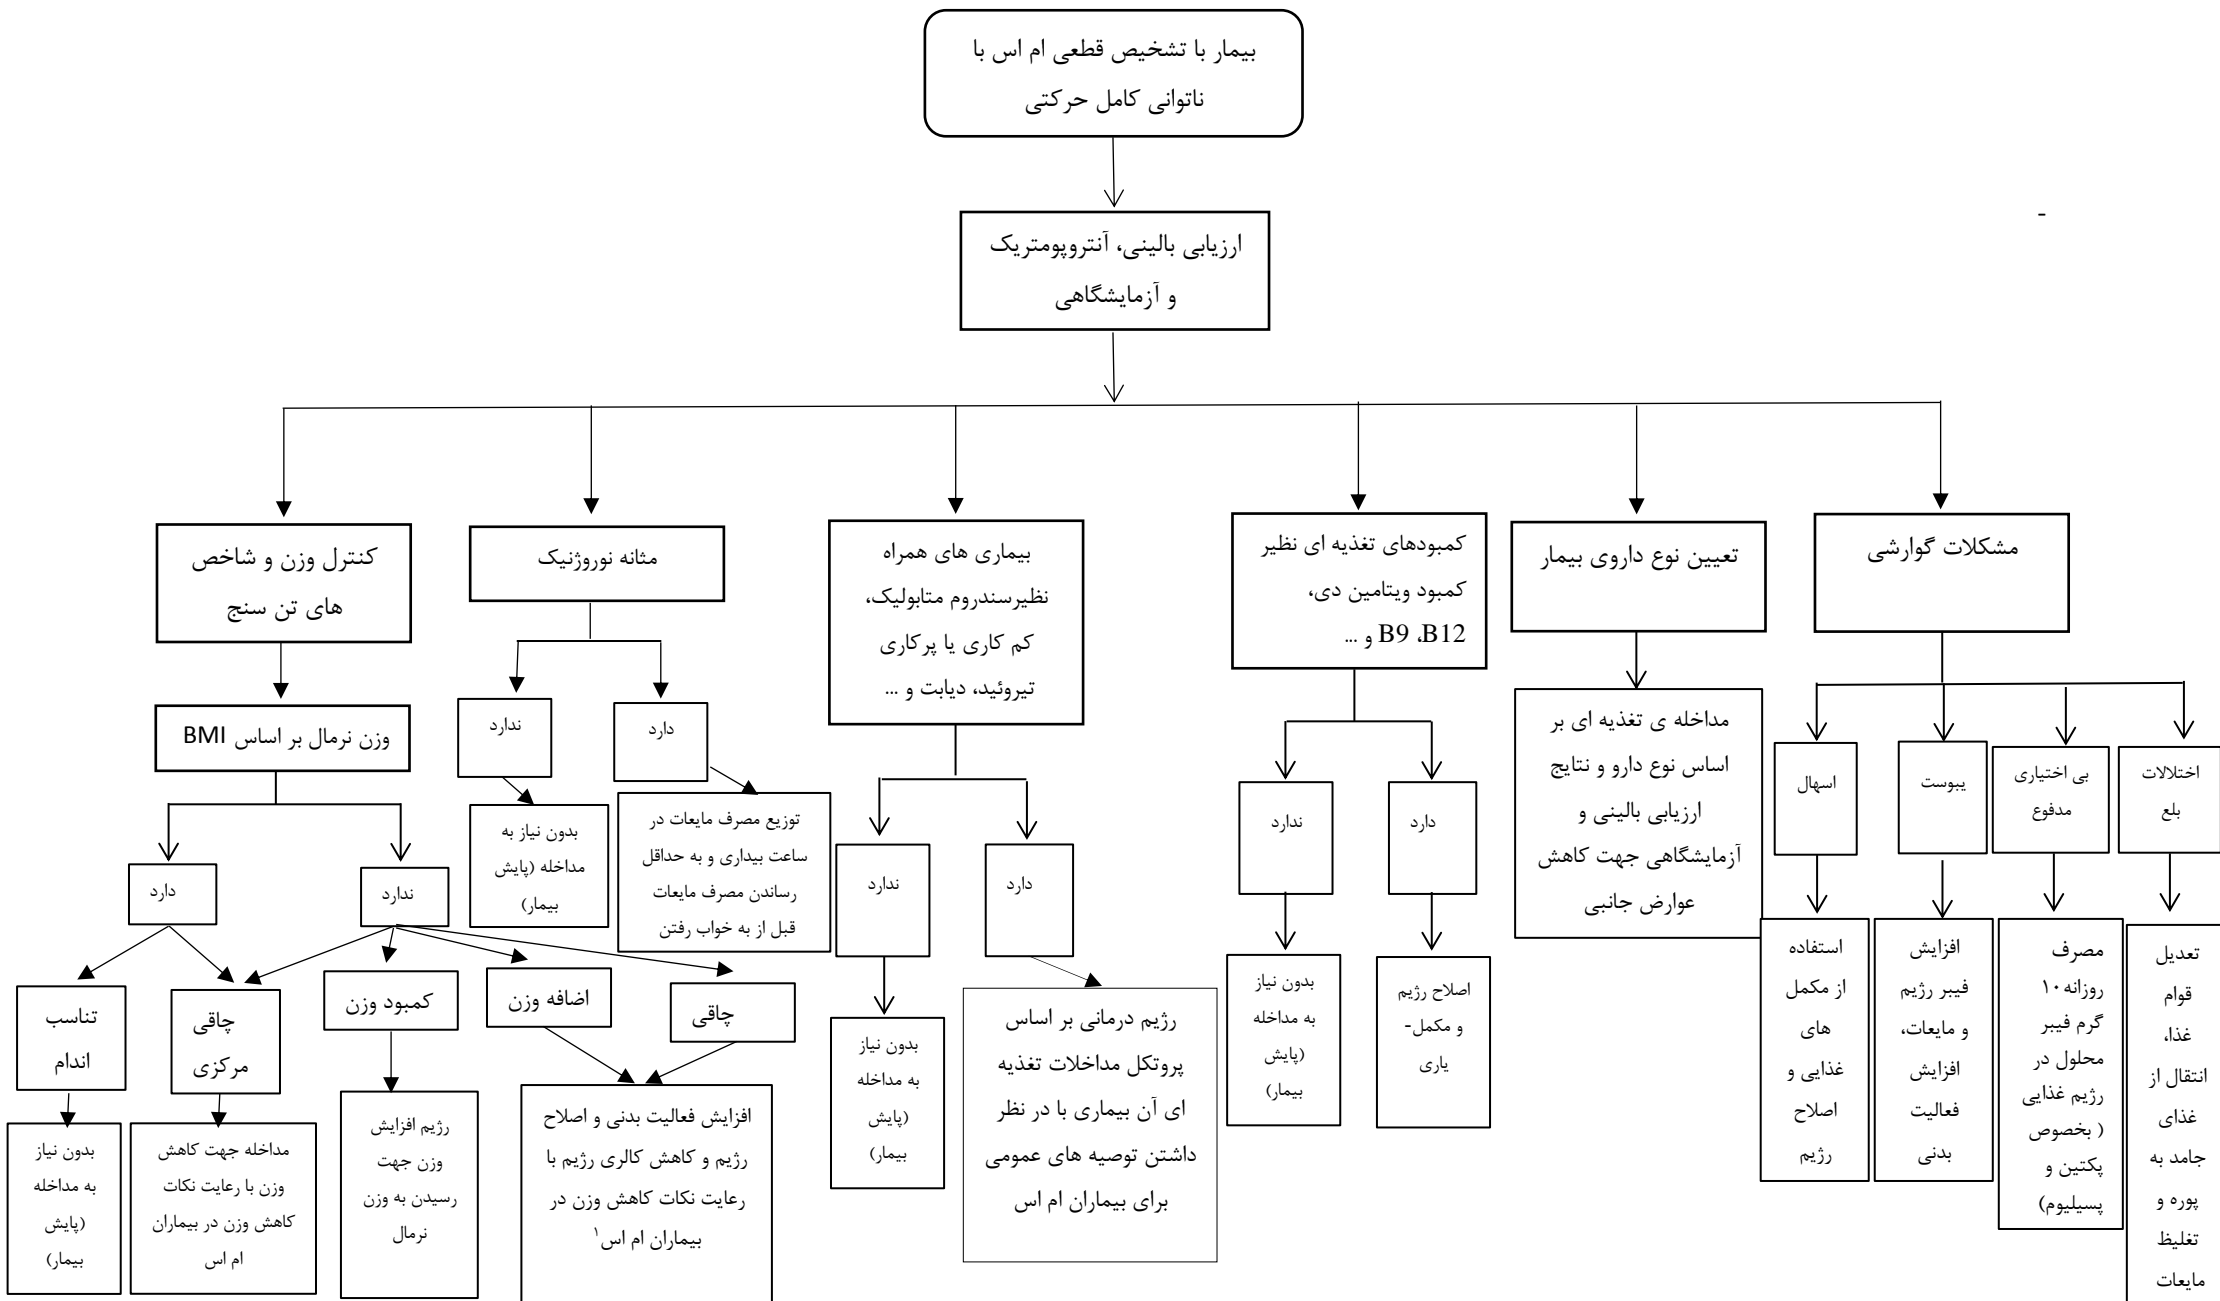 بیمار با تشخیص قطعی ام اس با
ناتوانی کامل حرکتی
-
ارزیابی بالینی، آنتروپومتریک
و آزمایشگاهی
مشکلات گوارشی
تعیین نوع داروی بیمار
کمبودهای تغذیه ای نظیر
کمبود ویتامین دی،
B12، B9 و ...
بیماری های همراه
نظیرسندروم متابولیک،
کم کاری یا پرکاری
تیروئید، دیابت و ...
مثانه نوروژنیک
کنترل وزن و شاخص
های تن سنج
اختلالات
بلع
بی اختیاری
مدفوع
یبوست
اسهال
مداخله ی تغذیه ای بر
اساس نوع دارو و نتایج
ارزیابی بالینی و
آزمایشگاهی جهت کاهش
عوارض جانبی
دارد
ندارد
دارد
ندارد
دارد
ندارد
وزن نرمال بر اساس BMI
ندارد
دارد
تعدیل
قوام
غذا،
انتقال از
غذای
جامد به
پوره و
تغلیظ
مایعات
مصرف
روزانه۱۰
گرم فیبر
محلول در
رژیم غذایی
( بخصوص
پکتین و
پسیلیوم)
افزایش
فیبر رژیم
و مایعات،
افزایش
فعالیت
بدنی
استفاده
از مکمل
های
غذایی و
اصلاح
رژیم
اصلاح رژیم
و مکمل-
یاری
بدون نیاز
به مداخله
(پایش
بیمار)
رژیم درمانی بر اساس
پروتکل مداخلات تغذیه
ای آن بیماری با در نظر
داشتن توصیه های عمومی
برای بیماران ام اس
بدون نیاز
به مداخله
(پایش
بیمار)
توزیع مصرف مایعات در
ساعت بیداری و به حداقل
رساندن مصرف مایعات
قبل از به خواب رفتن
بدون نیاز به
مداخله (پایش
بیمار)
چاقی
اضافه وزن
کمبود وزن
چاقی
مرکزی
تناسب
اندام
افزایش فعالیت بدنی و اصلاح
رژیم و کاهش کالری رژیم با
رعایت نکات کاهش وزن در
بیماران ام اس۱
رژیم افزایش
وزن جهت
رسیدن به وزن
نرمال
مداخله جهت کاهش
وزن با رعایت نکات
کاهش وزن در بیماران
ام اس
بدون نیاز
به مداخله
(پایش
بیمار)